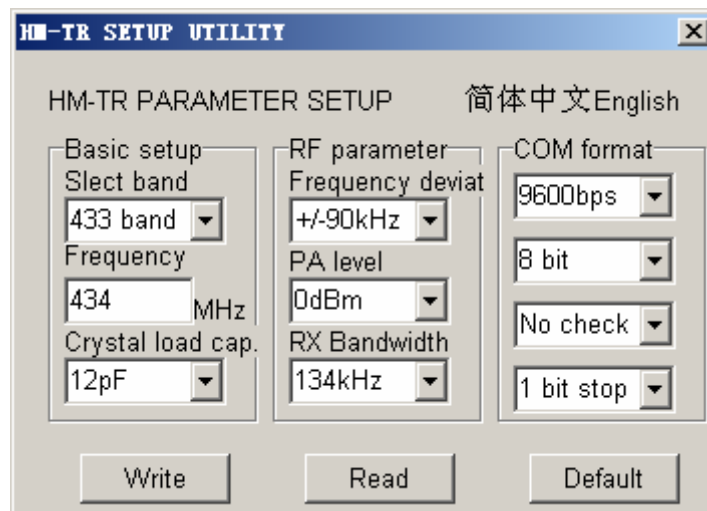 HM-TR SETUP UTILITY
HM-TR PARAMETER SETUP
简体中文English
Basic setup
Slect band
433 band
Frequency
434
MHz
Crystal load cap.
12pF
RF parameter
Frequency deviat
+/-90kHz
PA level
0dBm
RX Bandwidth
134kHz
COM format
9600bps
8 bit
No check
1 bit stop
Write
Read
Default